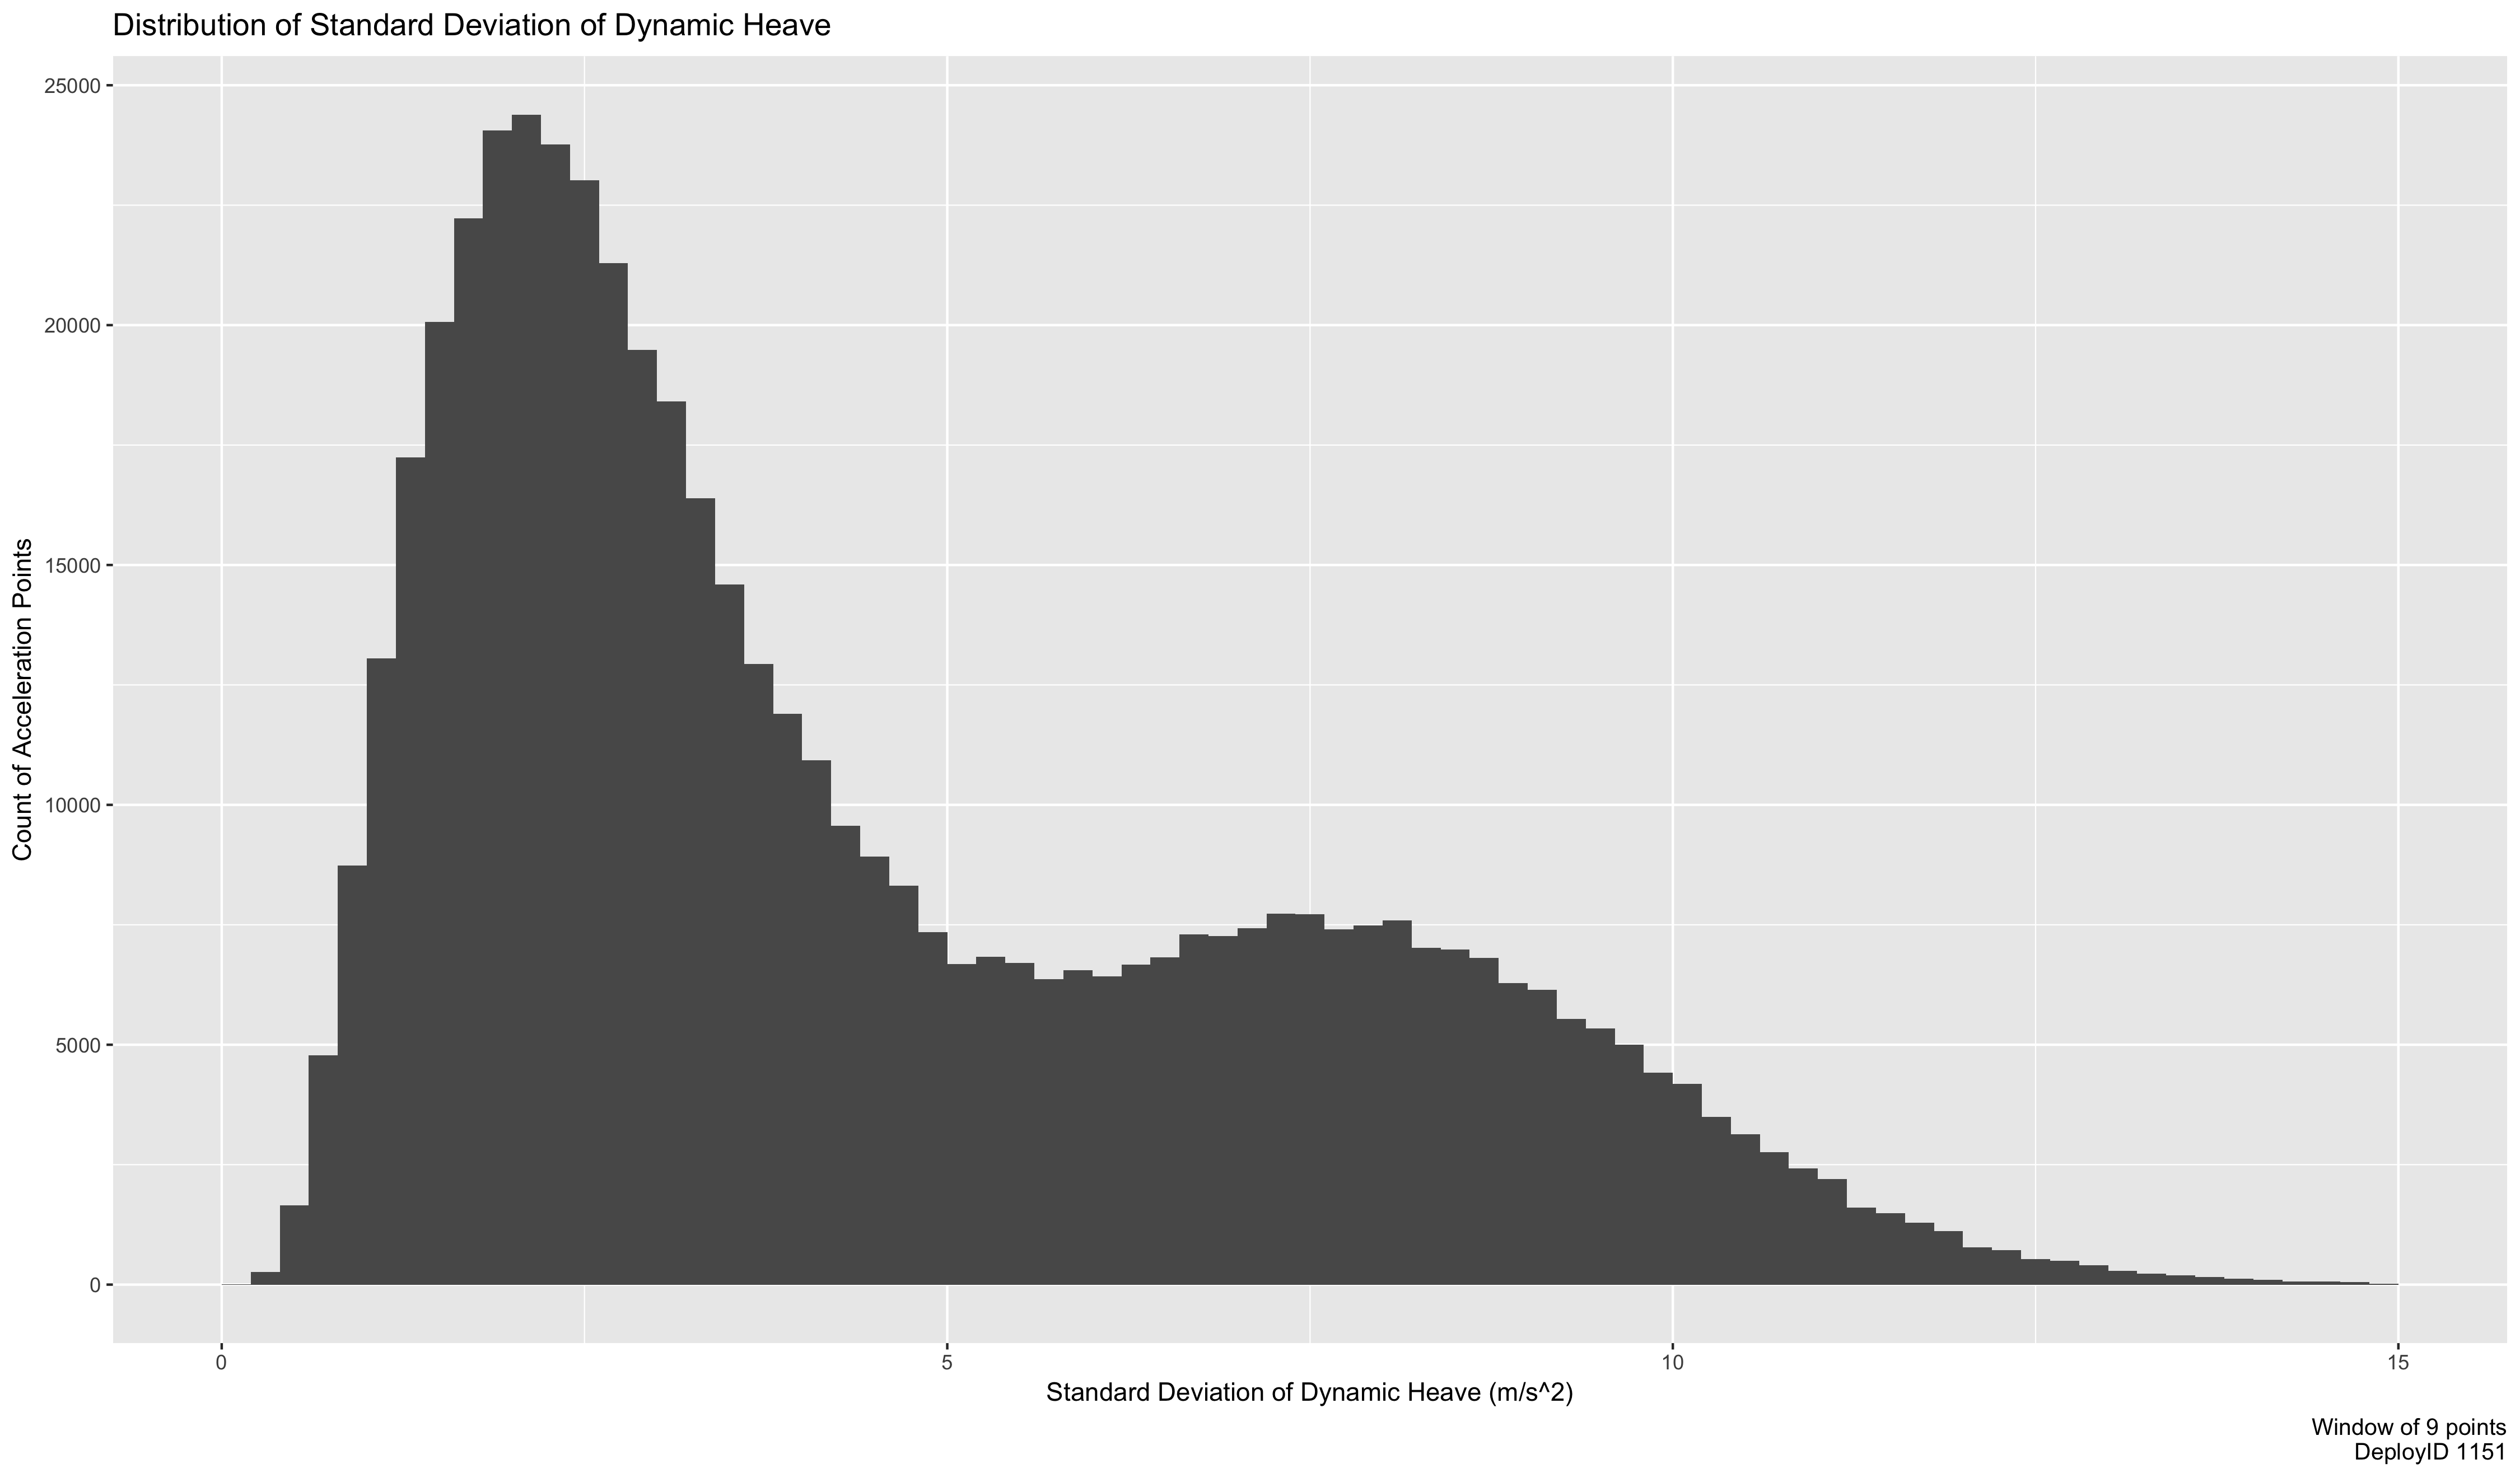 Distribution of Standard Deviation of Dynamic Heave
25000
20000
15000
10000
5000
0
Count of Acceleration Points
0
5
10
15
Standard Deviation of Dynamic Heave (m/s^2)
Window of 9 points
DeployID 1151